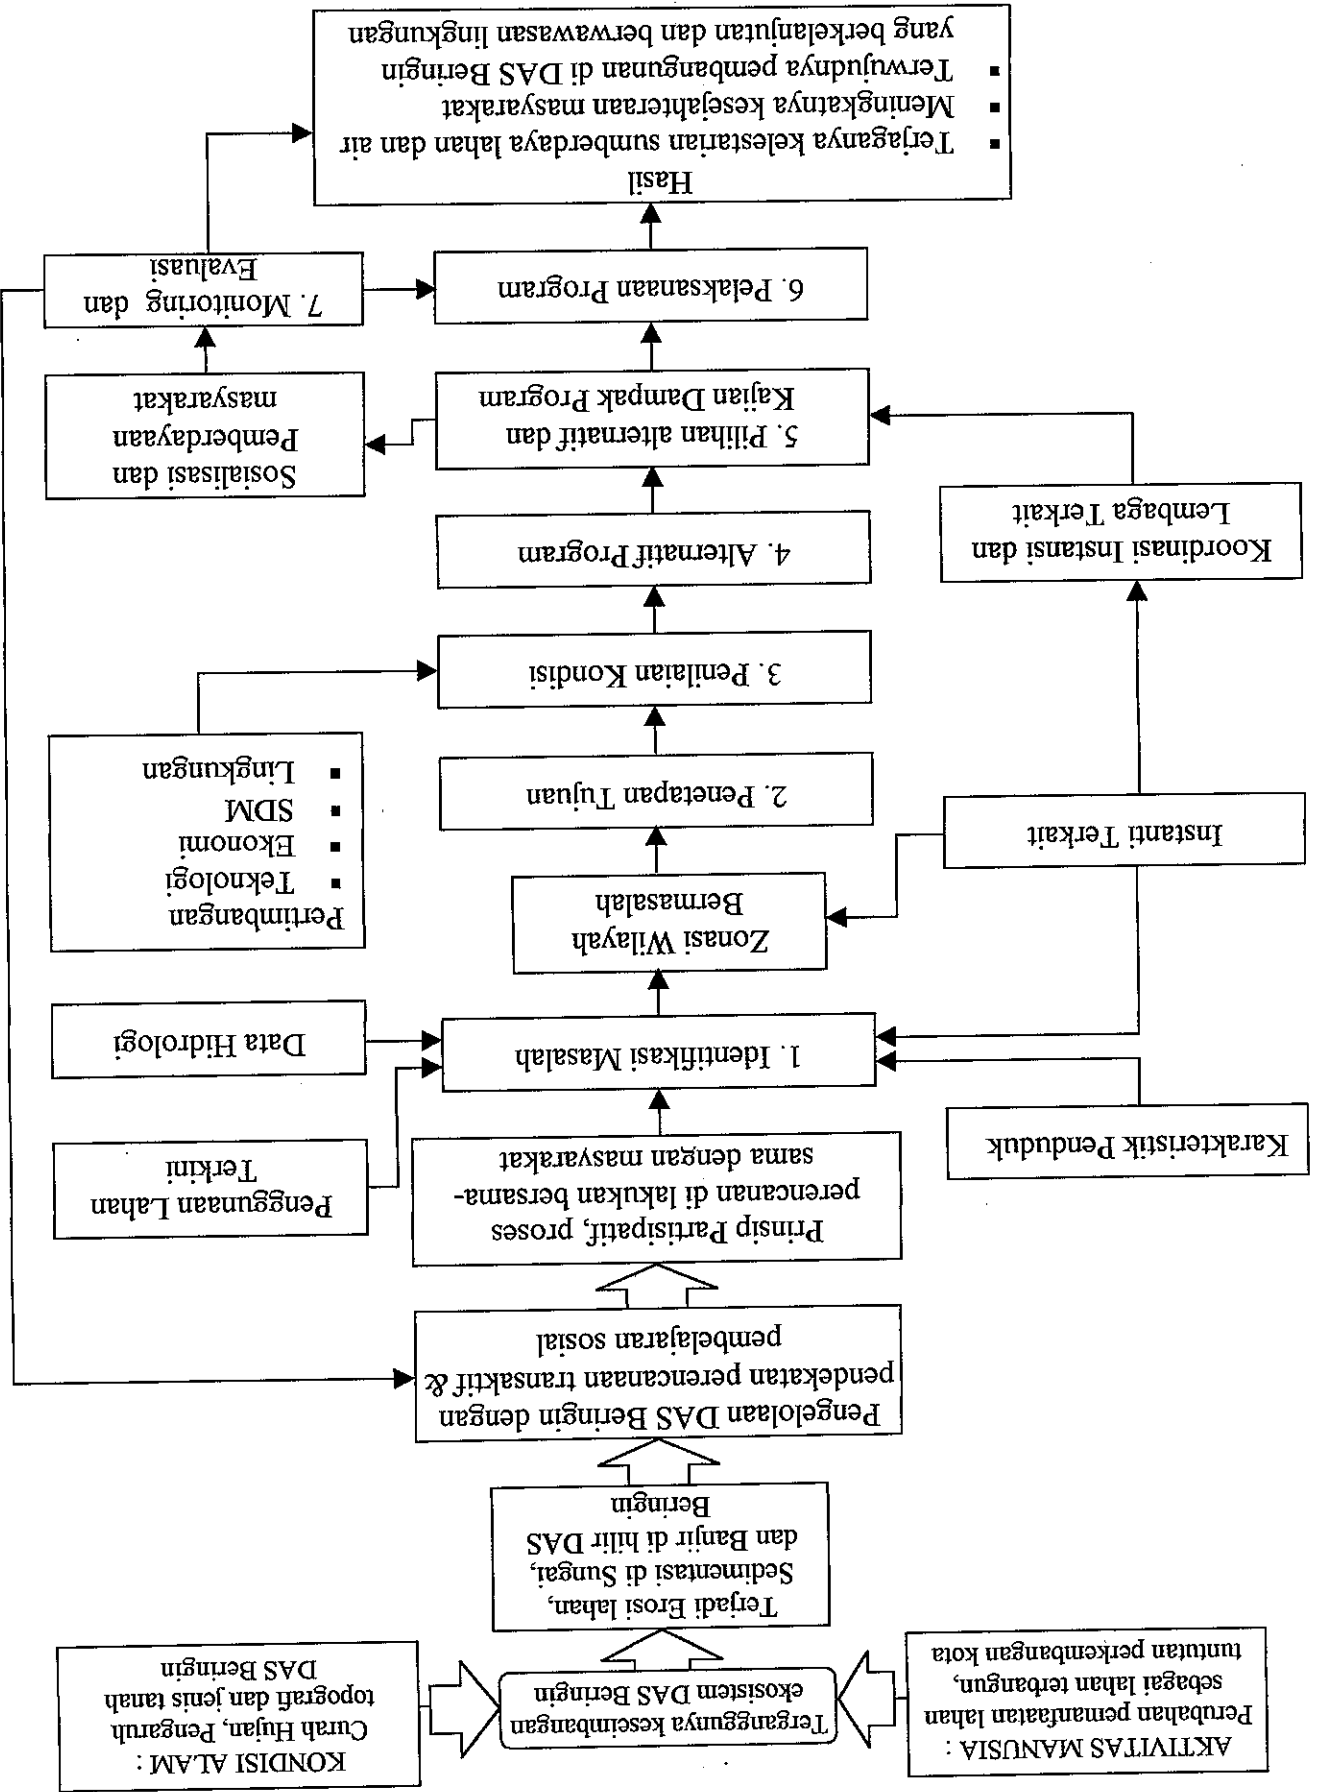 AKTIVITAS MANUSIA :
Perubahan pemanfaatan lahan
sebagai lahan terbangun,
tuntutan perkembangan kota
Terganggunya keseimbangan
ekosistem DAS Beringin
KONDISI ALAM :
Curah Hujan, Pengaruh
topografi dan jenis tanah
DAS Beringin
Terjadi Erosi lahan,
Sedimentasi di Sungai,
dan Banjir di hilir DAS
Beringin
Pengelolaan DAS Beringin dengan
pendekatan perencanaan transaktif &
pembelajaran sosial
Prinsip Partisipatif, proses
perencanan di lakukan bersama-
sama dengan masyarakat
Karakteristik Penduduk
Penggunaan Lahan
Terkini
1. Identifikasi Masalah
Data Hidrologi
Zonasi Wilayah
Bermasalah
Instanti Terkait
2. Penetapan Tujuan
Pertimbangan
▪ Teknologi
▪ Ekonomi
▪ SDM
▪ Lingkungan
3. Penilaian Kondisi
4. Alternatif Program
Koordinasi Instansi dan
Lembaga Terkait
5. Pilihan alternatif dan
Kajian Dampak Program
Sosialisasi dan
Pemberdayaan
masyarakat
6. Pelaksanaan Program
7. Monitoring dan
Evaluasi
Hasil
▪ Terjaganya kelestarian sumberdaya lahan dan air
▪ Meningkatnya kesejahteraan masyarakat
▪ Terwujudnya pembangunan di DAS Beringin
yang berkelanjutan dan berwawasan lingkungan